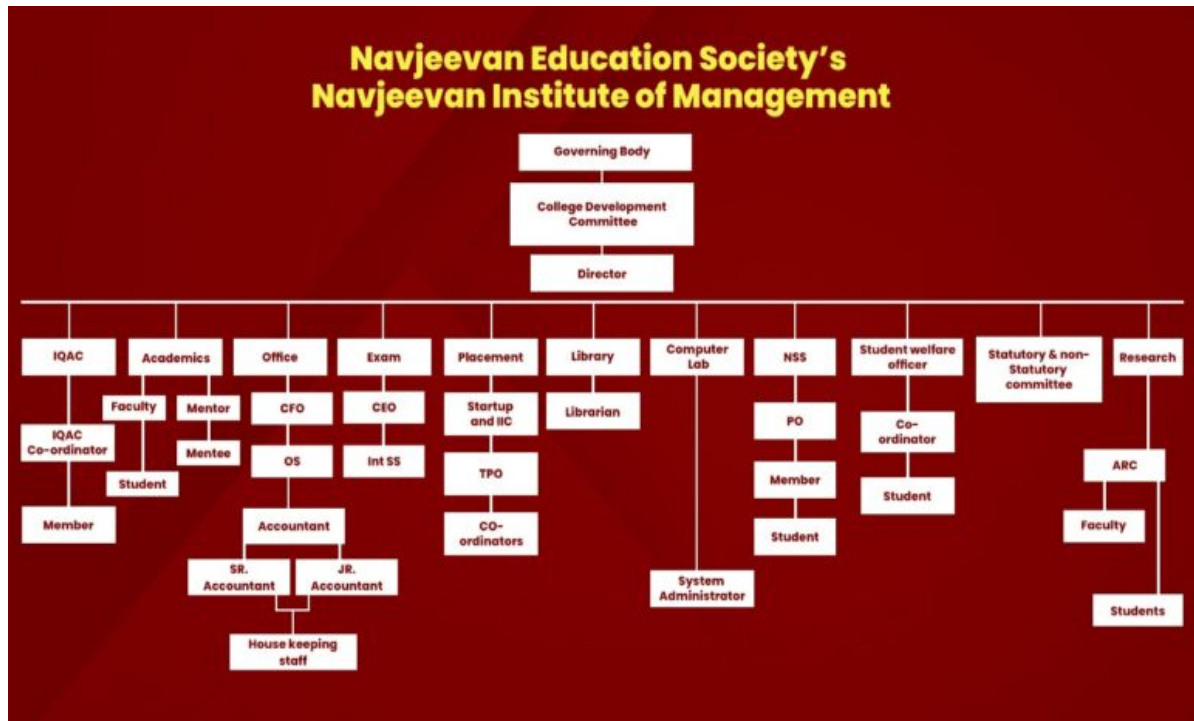 Navjeevan Education Society's
Navjeevan Institute of Management
Governing Body
College Development
Committee
Director
IQAC
Academics
Office
Exam
Placement
Library
Computer
Lab
NSS
Student welfare
officer
Statutory & non-
Statutory
committee
Research
Faculty
Mentor
CFO
CEO
Startup
and IIC
Librarian
PO
Co-
ordinator
IQAC
Co-ordinator
Mentee
OS
Int SS
TPO
Member
Student
ARC
Student
Member
Accountant
CO-
ordinators
Student
Faculty
SR.
Accountant
JR.
Accountant
System
Administrator
Students
House keeping
staff